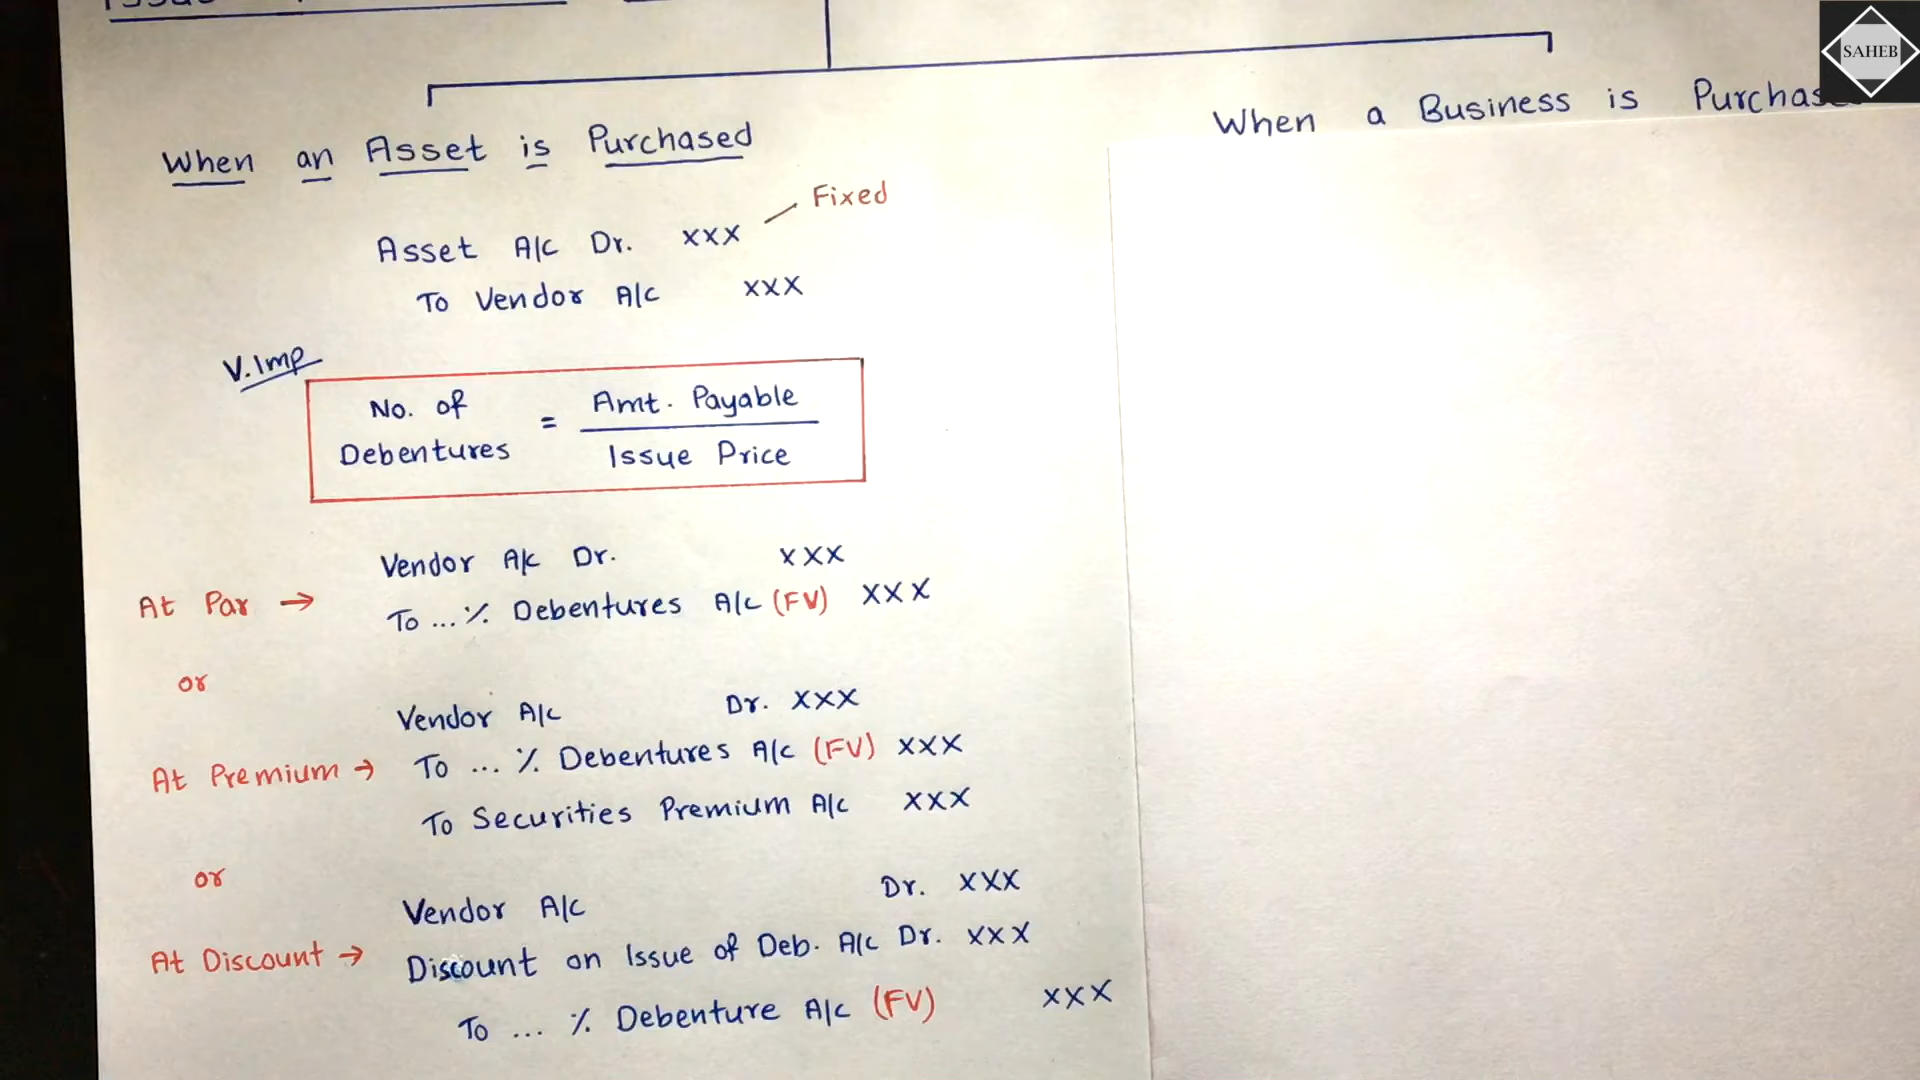 When an Asset is Purchased
When a Business is
Fixed
Asset A/c Dr. XXX
To Vendor A/c XXX
V.Imp
No. of Debentures = Amt. Payable
Issue Price
Vendor A/c Dr. XXX
At Par →
To ... % Debentures A/c (FV) XXX
or
Vendor A/c Dr. XXX
At Premium →
To ... % Debentures A/c (FV) XXX
To Securities Premium A/c XXX
or
Vendor A/c Dr. XXX
At Discount →
Discount on Issue of Deb. A/c Dr. XXX
To ... % Debenture A/c (FV) XXX
SAHEB